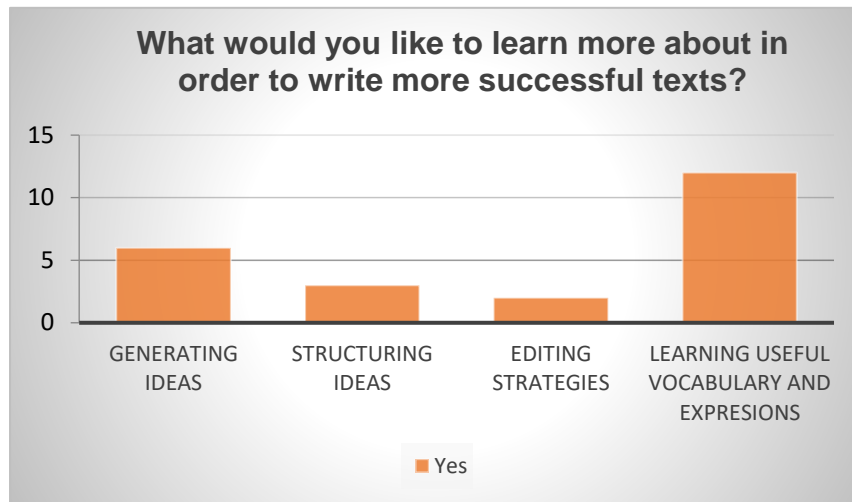 What would you like to learn more about in
order to write more successful texts?
15
10
5
0
GENERATING
IDEAS
STRUCTURING
IDEAS
EDITING
STRATEGIES
LEARNING USEFUL
VOCABULARY AND
EXPRESIONS
Yes